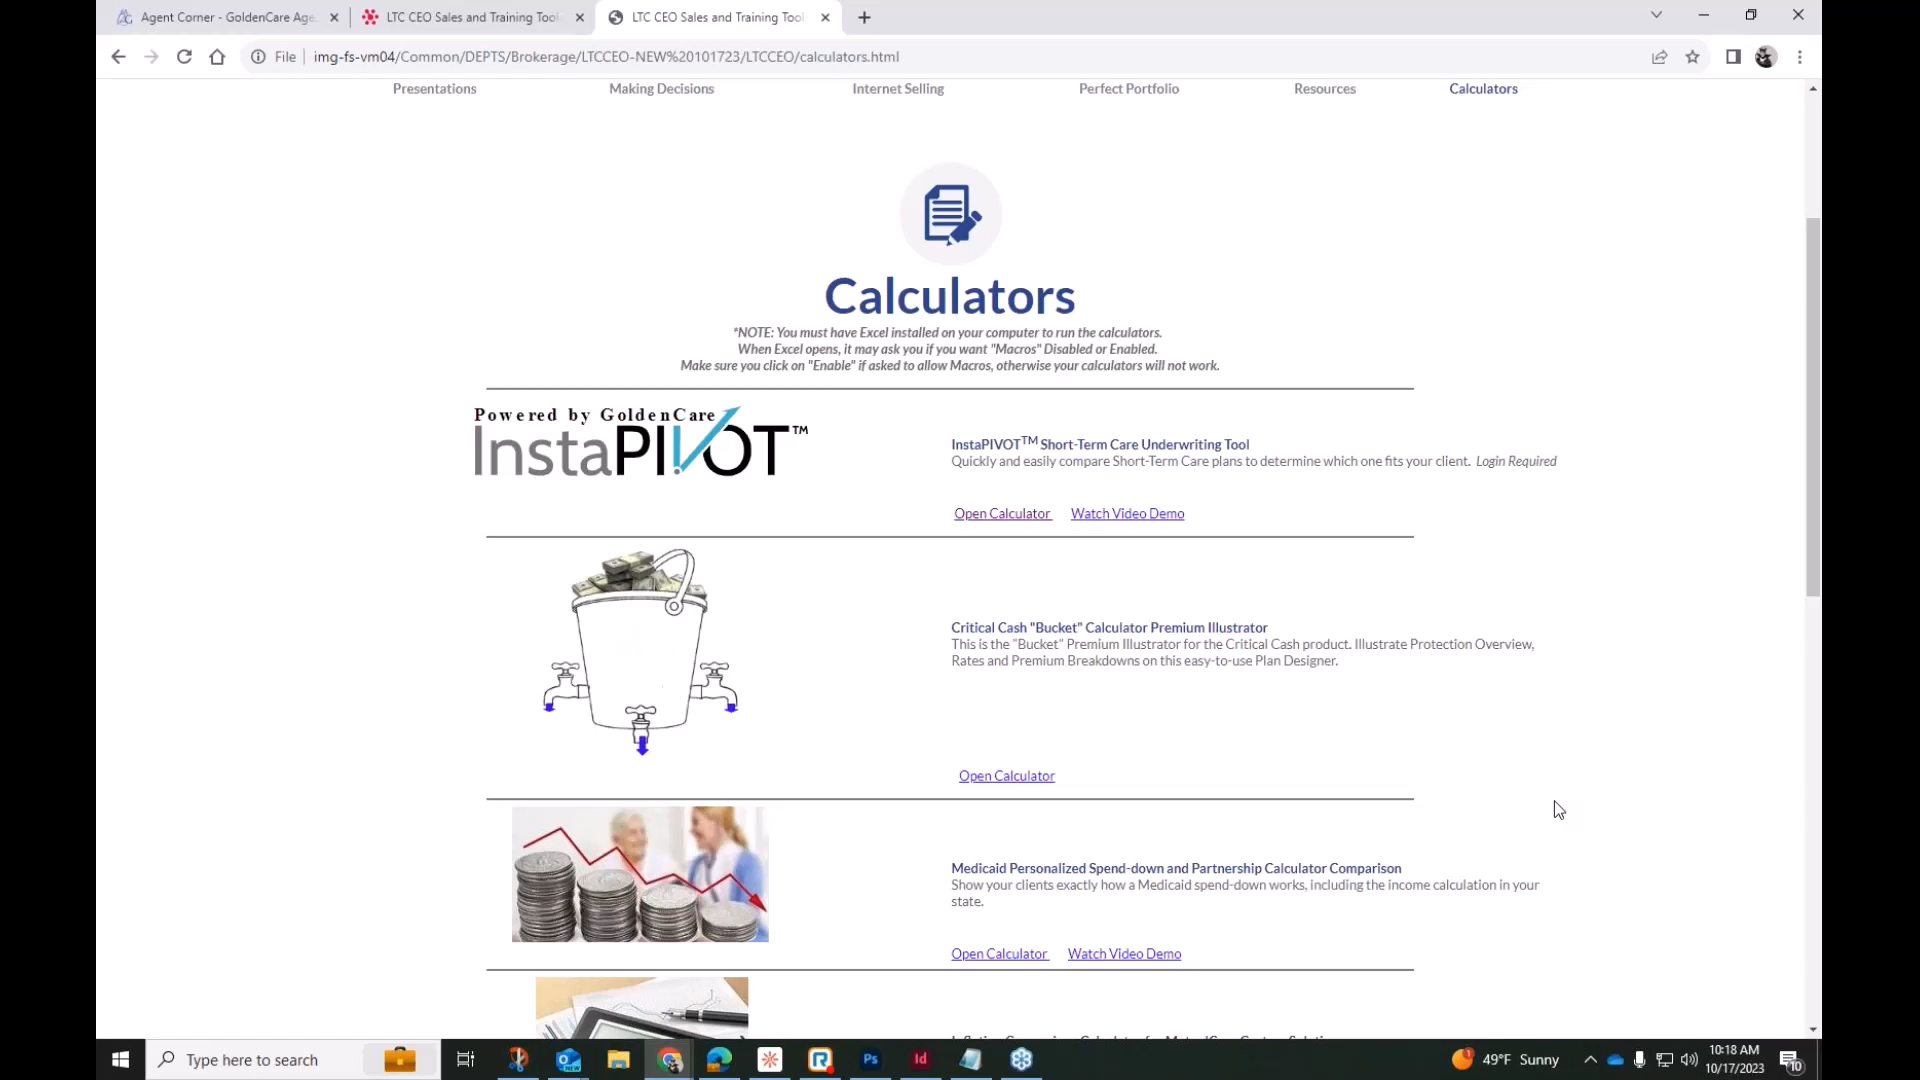 Agent Corner - GoldenCare Age
LTC CEO Sales and Training Tool
LTC CEO Sales and Training Tool
File
img-fs-vm04/Common/DEPTS/Brokerage/LTCCEO-NEW%20101723/LTCCEO/calculators.html
Presentations
Making Decisions
Internet Selling
Perfect Portfolio
Resources
Calculators
Calculators
*NOTE: You must have Excel installed on your computer to run the calculators.
When Excel opens, it may ask you if you want "Macros" Disabled or Enabled.
Make sure you click on "Enable" if asked to allow Macros, otherwise your calculators will not work.
Powered by GoldenCare
InstaPIVOT™
InstaPIVOT™ Short-Term Care Underwriting Tool
Quickly and easily compare Short-Term Care plans to determine which one fits your client. Login Required
Open Calculator Watch Video Demo
Critical Cash "Bucket" Calculator Premium Illustrator
This is the "Bucket" Premium Illustrator for the Critical Cash product. Illustrate Protection Overview,
Rates and Premium Breakdowns on this easy-to-use Plan Designer.
Open Calculator
Medicaid Personalized Spend-down and Partnership Calculator Comparison
Show your clients exactly how a Medicaid spend-down works, including the income calculation in your
state.
Open Calculator Watch Video Demo
Type here to search
NEW
R
Ps
Id
49°F Sunny
10:18 AM
10/17/2023
10